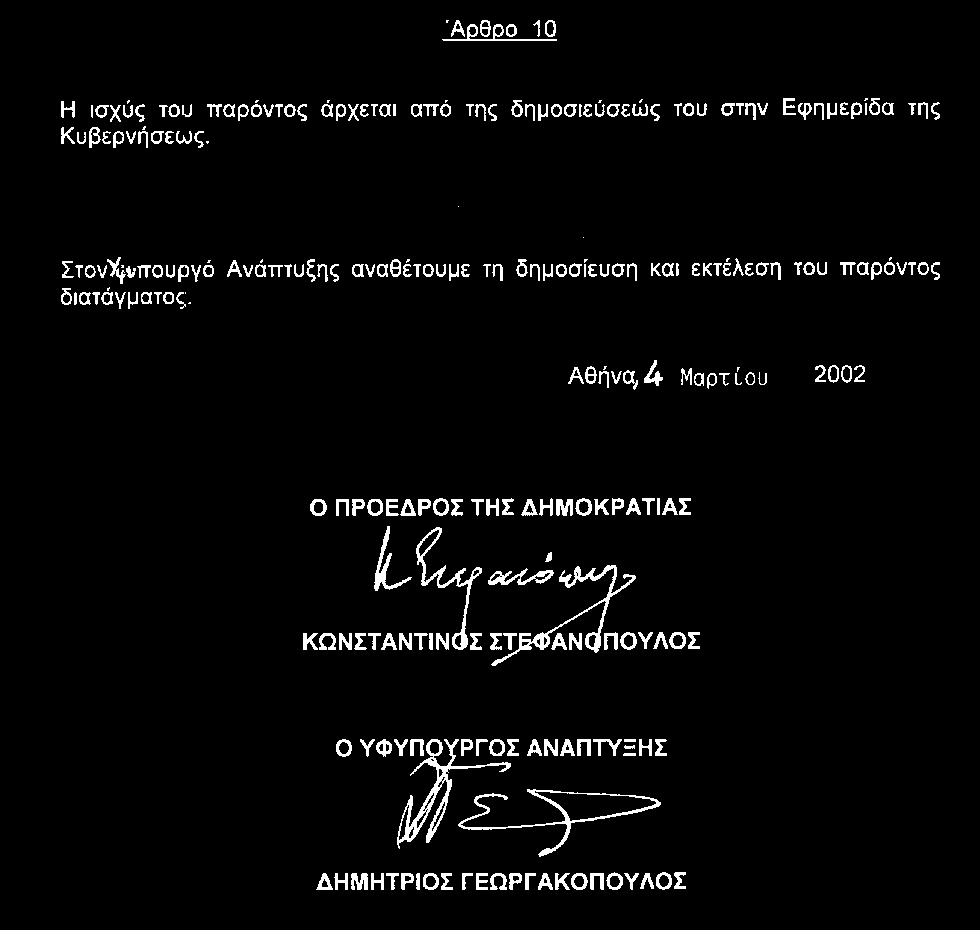 Άρθρο 10
Η ισχύς του παρόντος άρχεται από της δημοσιεύσεώς του στην Εφημερίδα της
Κυβερνήσεως.
Στον Ανάπτυξης αναθέτουμε τη δημοσίευση και εκτέλεση του παρόντος
διατάγματος.
Αθήνα, 4 Μαρτίου 2002
Ο ΠΡΟΕΔΡΟΣ ΤΗΣ ΔΗΜΟΚΡΑΤΙΑΣ
ΚΩΝΣΤΑΝΤΙΝΟΣ ΣΤΕΦΑΝΟΠΟΥΛΟΣ
Ο ΥΦΥΠΟΥΡΓΟΣ ΑΝΑΠΤΥΞΗΣ
ΔΗΜΗΤΡΙΟΣ ΓΕΩΡΓΑΚΟΠΟΥΛΟΣ